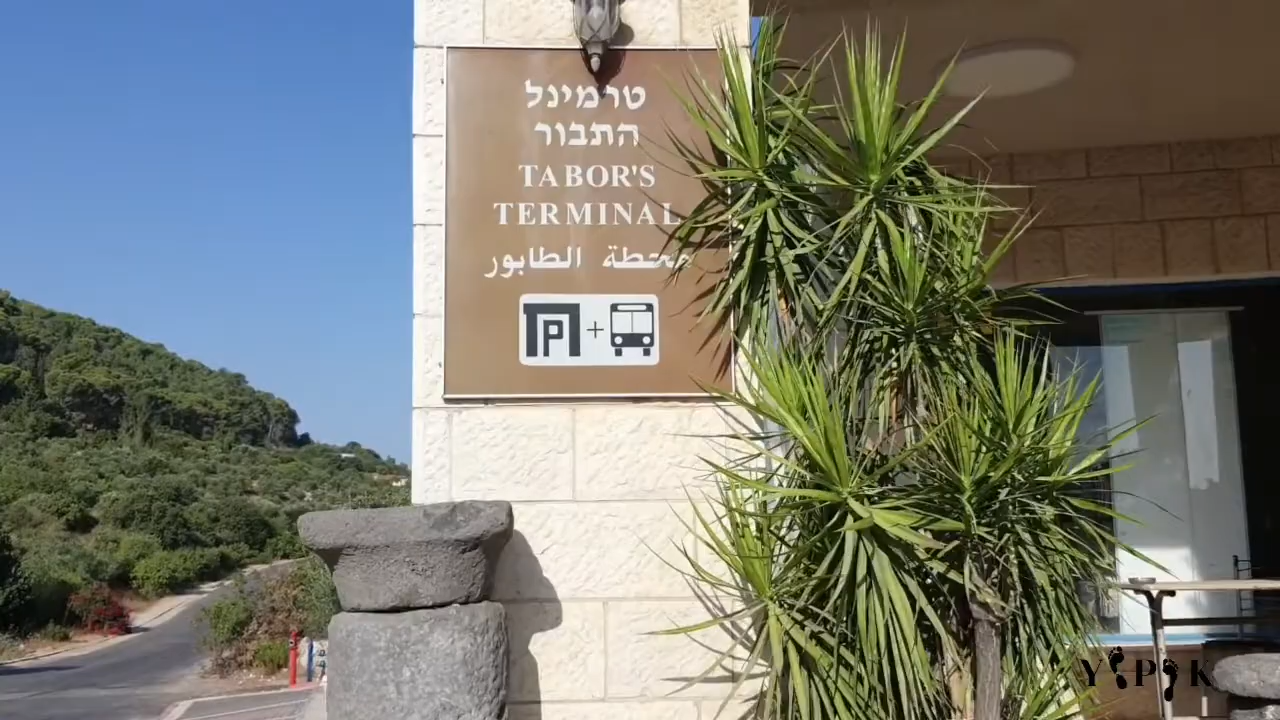 טרמינל
התבור
TABOR'S
TERMINAL
محطة الطابور
P + 
Y P K